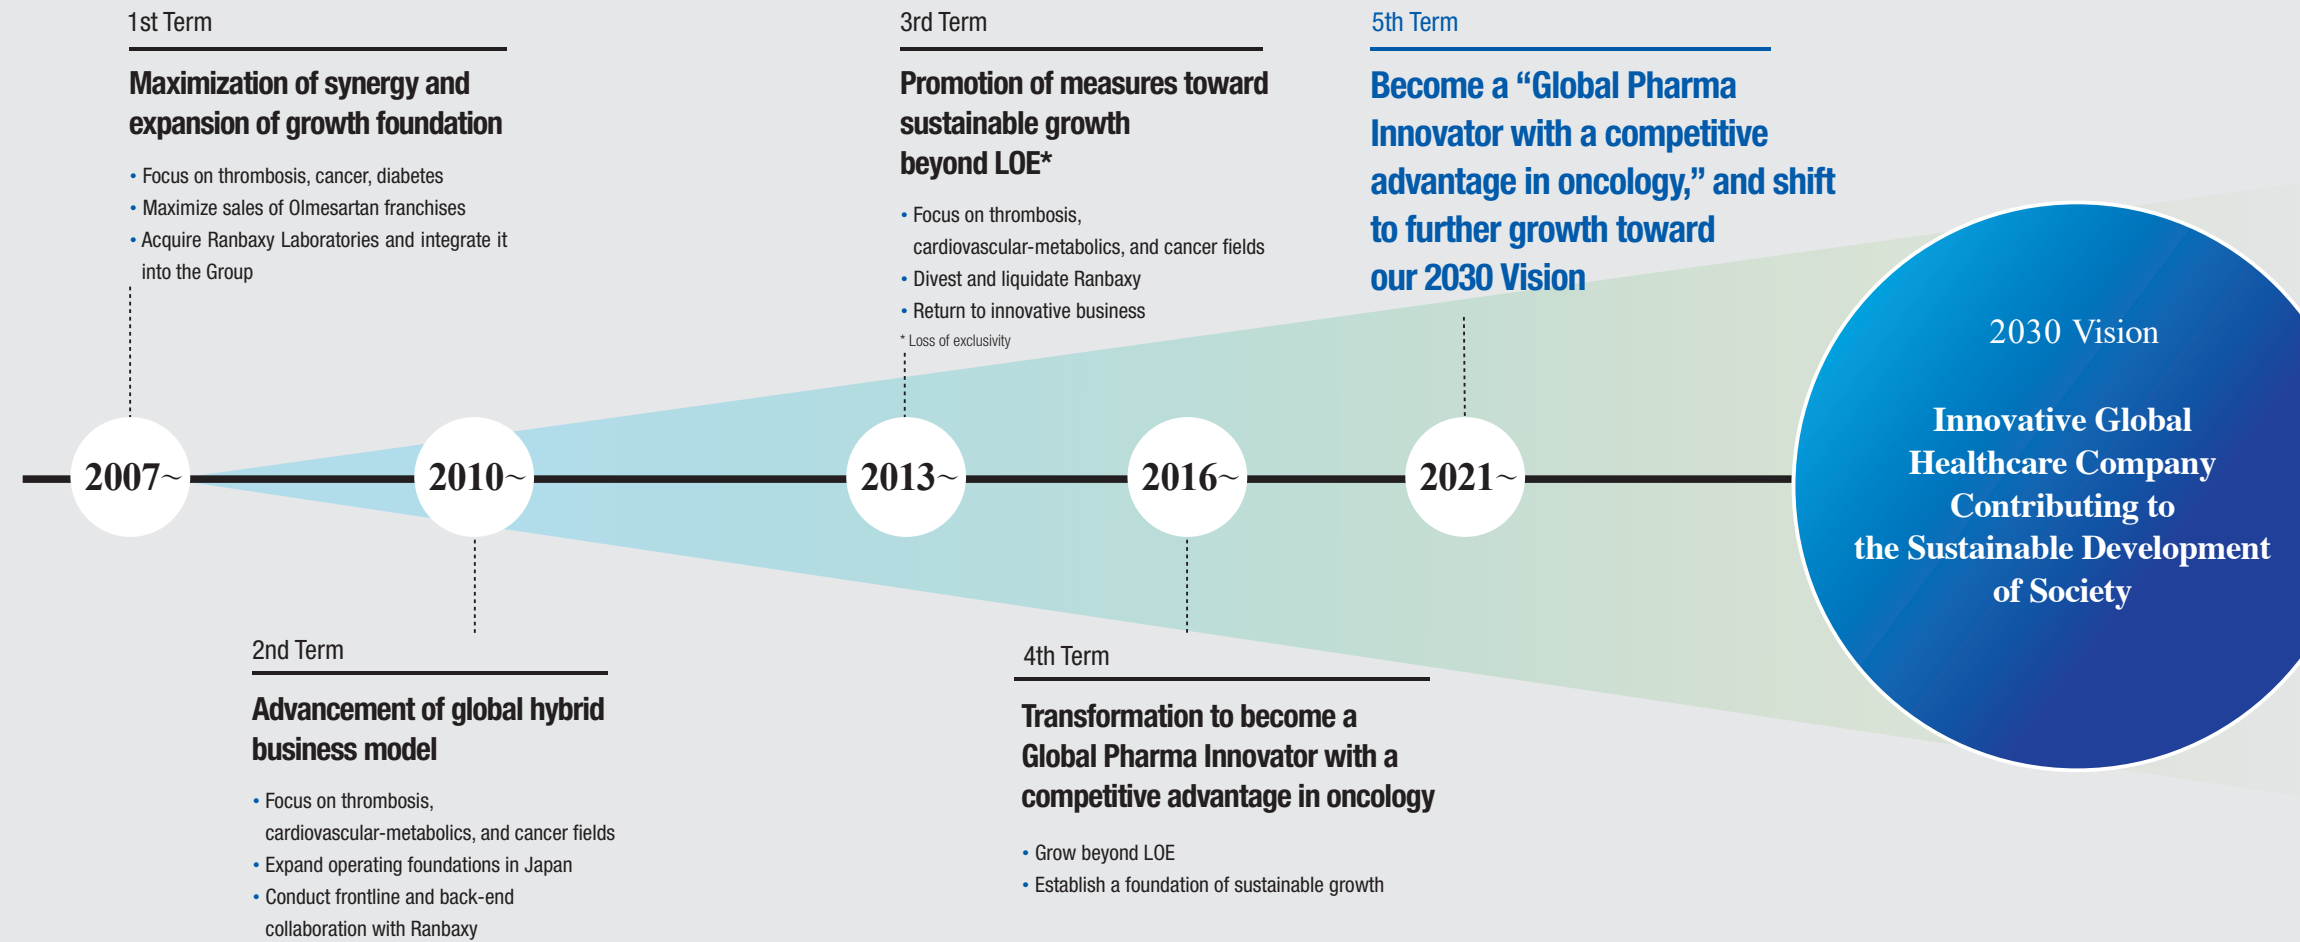 1st Term
Maximization of synergy and
expansion of growth foundation
• Focus on thrombosis, cancer, diabetes
• Maximize sales of Olmesartan franchises
• Acquire Ranbaxy Laboratories and integrate it
into the Group
3rd Term
Promotion of measures toward
sustainable growth
beyond LOE*
• Focus on thrombosis,
cardiovascular-metabolics, and cancer fields
• Divest and liquidate Ranbaxy
• Return to innovative business
* Loss of exclusivity
5th Term
Become a “Global Pharma
Innovator with a competitive
advantage in oncology,” and shift
to further growth toward
our 2030 Vision
2007~
2010~
2013~
2016~
2021~
2030 Vision
Innovative Global
Healthcare Company
Contributing to
the Sustainable Development
of Society
2nd Term
Advancement of global hybrid
business model
• Focus on thrombosis,
cardiovascular-metabolics, and cancer fields
• Expand operating foundations in Japan
• Conduct frontline and back-end
collaboration with Ranbaxy
4th Term
Transformation to become a
Global Pharma Innovator with a
competitive advantage in oncology
• Grow beyond LOE
• Establish a foundation of sustainable growth